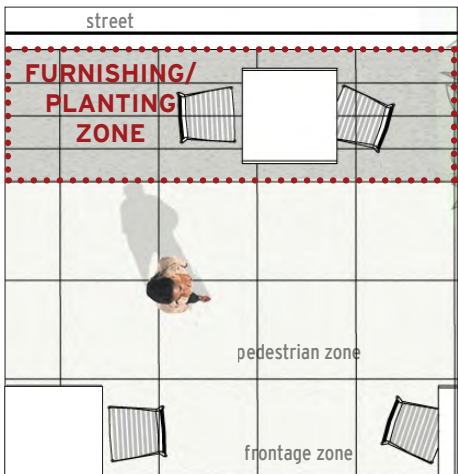 street
FURNISHING/
PLANTING
ZONE
pedestrian zone
frontage zone